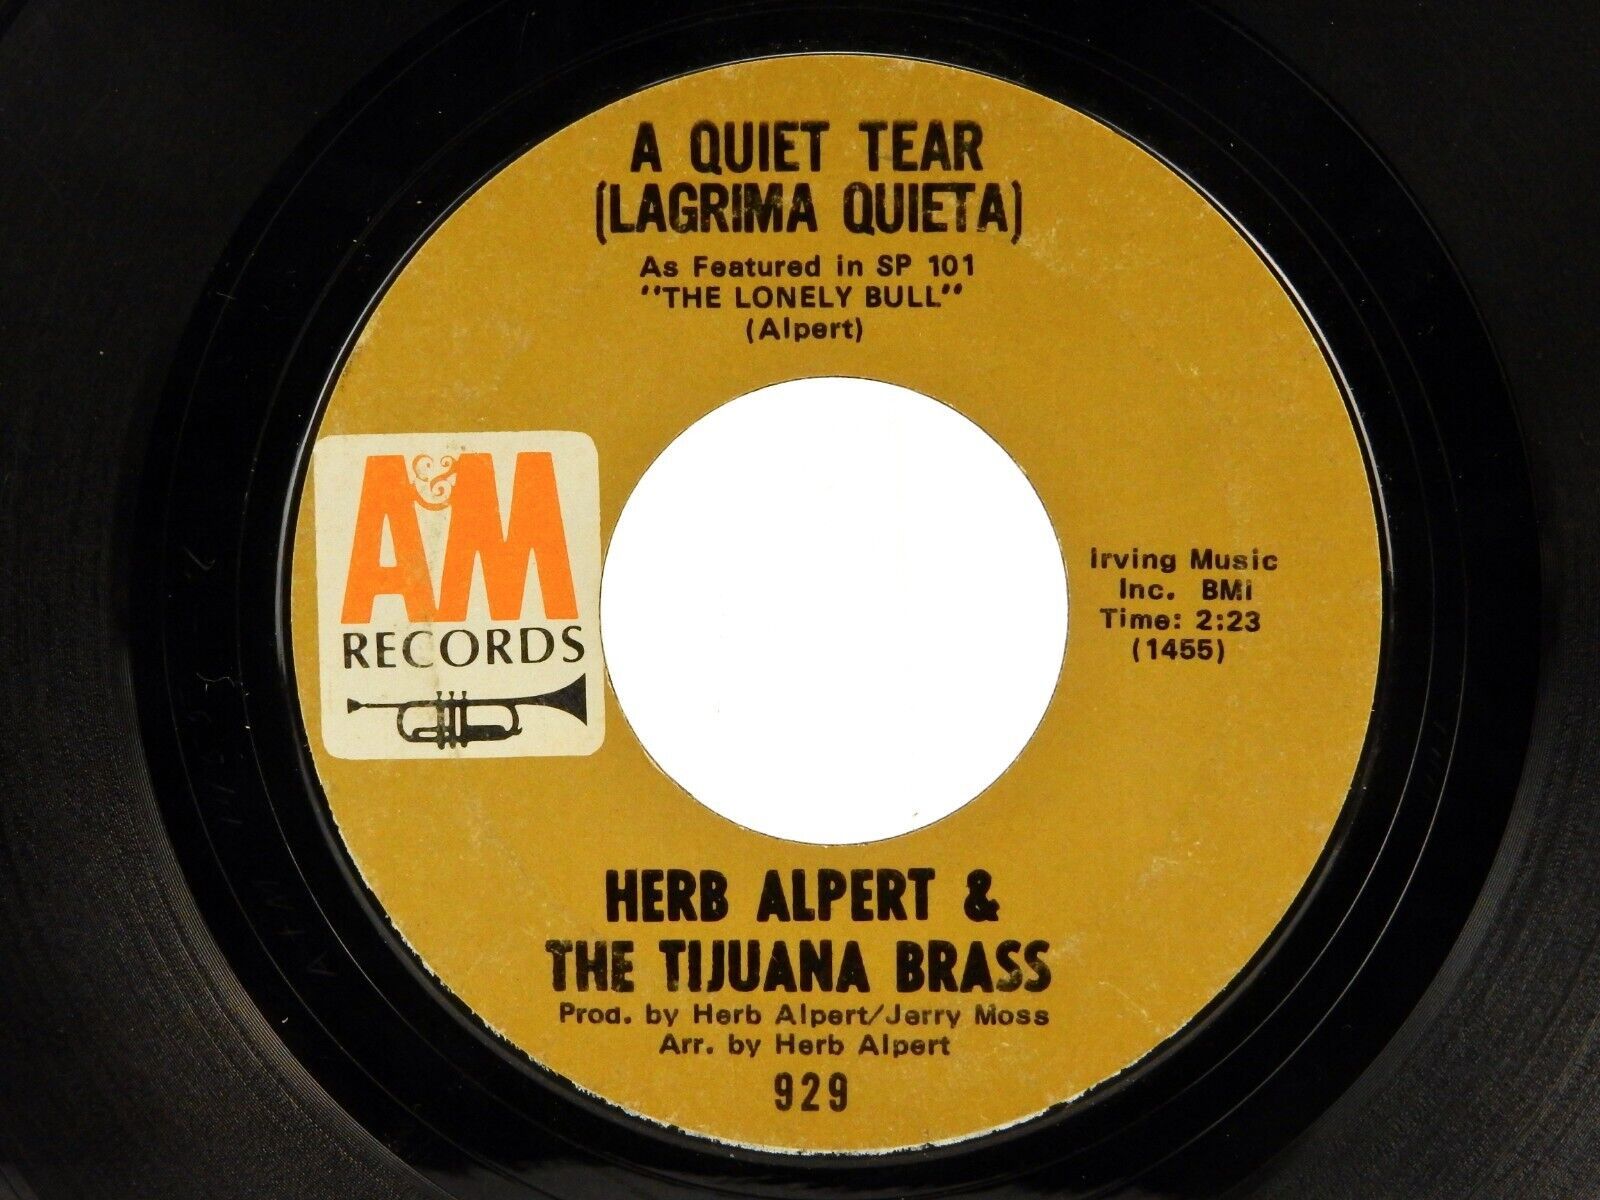 A QUIET TEAR
(LAGRIMA QUIETA)
As Featured in SP 101
"THE LONELY BULL"
(Alpert)
A&M
RECORDS
Irving Music
Inc. BMI
Time: 2:23
(1455)
HERB ALPERT &
THE TIJUANA BRASS
Prod. by Herb Alpert/Jerry Moss
Arr. by Herb Alpert
929